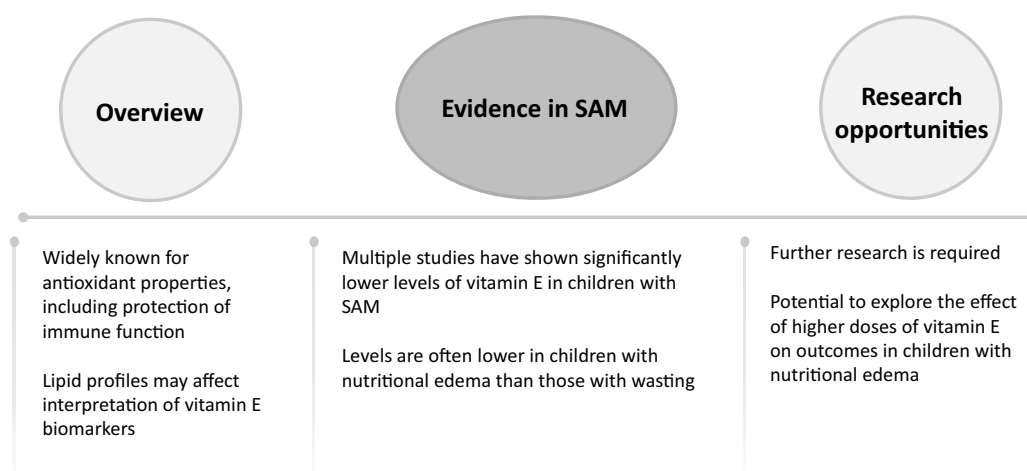 Overview
Evidence in SAM
Research
opportunities
Widely known for
antioxidant properties,
including protection of
immune function
Lipid profiles may affect
interpretation of vitamin E
biomarkers
Multiple studies have shown significantly
lower levels of vitamin E in children with
SAM
Levels are often lower in children with
nutritional edema than those with wasting
Further research is required
Potential to explore the effect
of higher doses of vitamin E
on outcomes in children with
nutritional edema